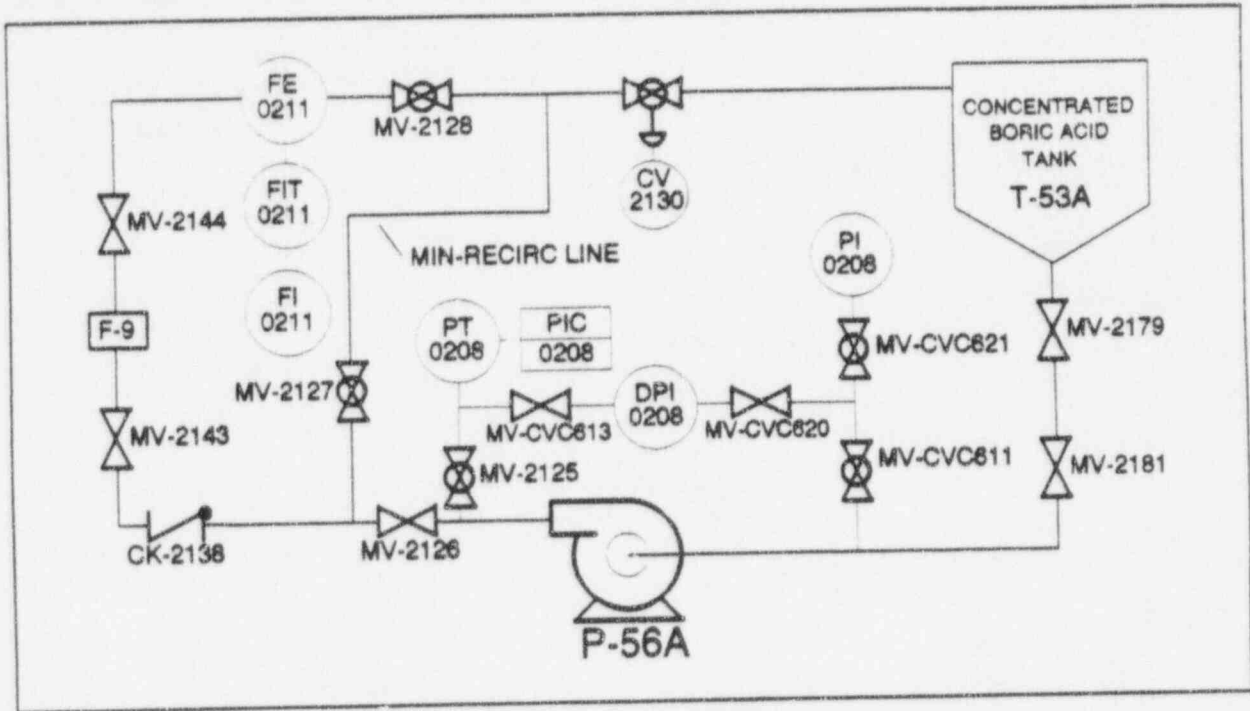 FE
0211
MV-2128
CONCENTRATED
BORIC ACID
TANK
T-53A
CV
2130
MV-2144
FIT
0211
MIN-RECIRC LINE
PI
0208
FI
0211
F-9
PT
0208
PIC
0208
MV-CVC621
MV-2179
MV-2127
DPI
0208
MV-CVC613
MV-CVC620
MV-2143
MV-2125
MV-CVC611
MV-2181
CK-2138
MV-2126
P-56A